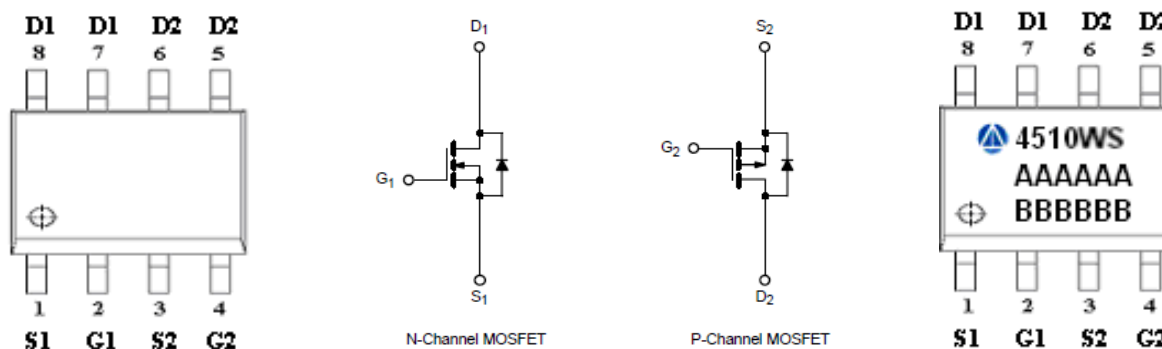 D1 D1 D2 D2
8 7 6 5
1 2 3 4
S1 G1 S2 G2
D1
G1
S1
N-Channel MOSFET
S2
G2
D2
P-Channel MOSFET
D1 D1 D2 D2
8 7 6 5
4510WS
AAAAAA
BBBBBB
1 2 3 4
S1 G1 S2 G2